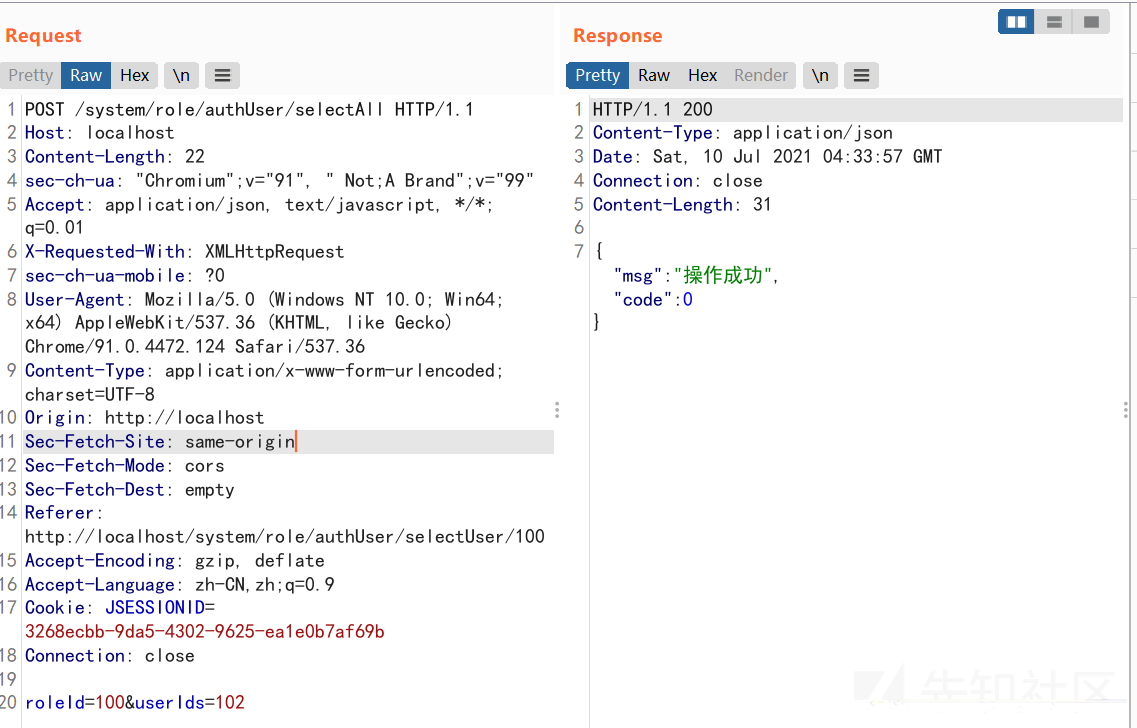 Request
Pretty Raw Hex \n
1 POST /system/role/authUser/selectAll HTTP/1.1
2 Host: localhost
3 Content-Length: 22
4 sec-ch-ua: "Chromium";v="91", " Not;A Brand";v="99"
5 Accept: application/json, text/javascript, */*;
q=0.01
6 X-Requested-With: XMLHttpRequest
7 sec-ch-ua-mobile: ?0
8 User-Agent: Mozilla/5.0 (Windows NT 10.0; Win64;
x64) AppleWebKit/537.36 (KHTML, like Gecko)
Chrome/91.0.4472.124 Safari/537.36
9 Content-Type: application/x-www-form-urlencoded;
charset=UTF-8
10 Origin: http://localhost
11 Sec-Fetch-Site: same-origin
12 Sec-Fetch-Mode: cors
13 Sec-Fetch-Dest: empty
14 Referer:
http://localhost/system/role/authUser/selectUser/100
15 Accept-Encoding: gzip, deflate
16 Accept-Language: zh-CN,zh;q=0.9
17 Cookie: JSESSIONID=
3268ecbb-9da5-4302-9625-ea1e0b7af69b
18 Connection: close
19
20 roleId=100&userIds=102
Response
Pretty Raw Hex Render \n
1 HTTP/1.1 200
2 Content-Type: application/json
3 Date: Sat, 10 Jul 2021 04:33:57 GMT
4 Connection: close
5 Content-Length: 31
6
7 {
"msg":"操作成功",
"code":0
}
先知社区